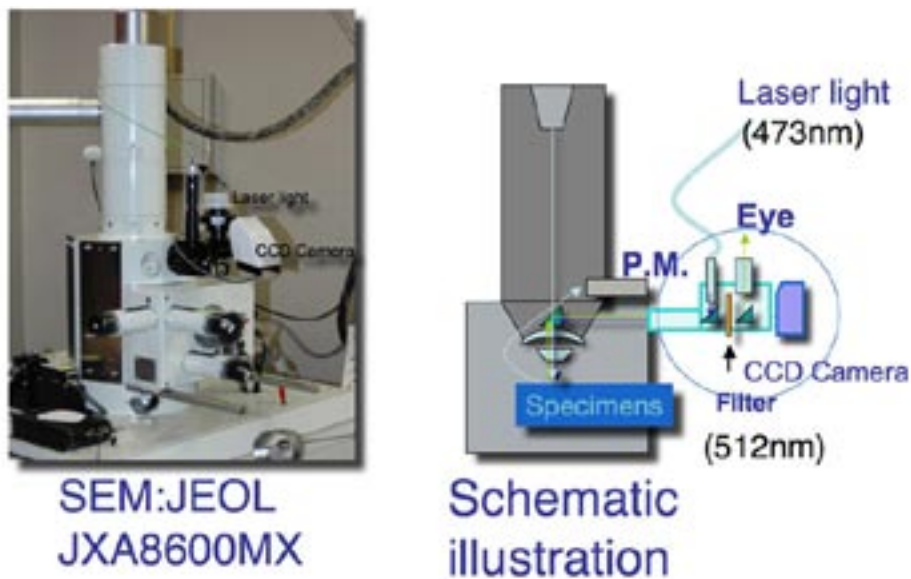 Laser light
CCD Camera
SEM:JEOL
JXA8600MX
Laser light
(473nm)
Eye
P.M.
CCD Camera
Specimens
Filter
(512nm)
Schematic
illustration